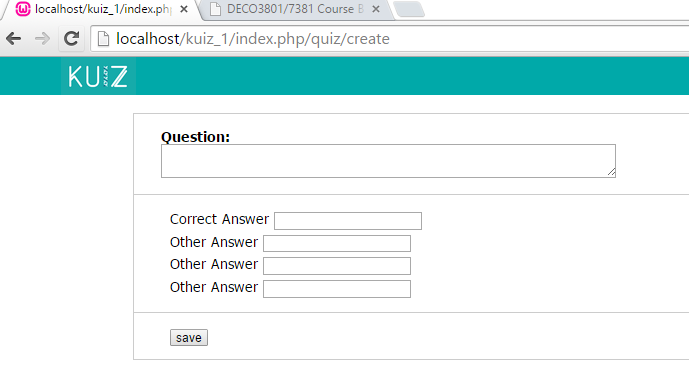 localhost/kuiz_1/index.ph
DECO3801/7381 Course B
localhost/kuiz_1/index.php/quiz/create
KUIZ
Question:
Correct Answer
Other Answer
Other Answer
Other Answer
save